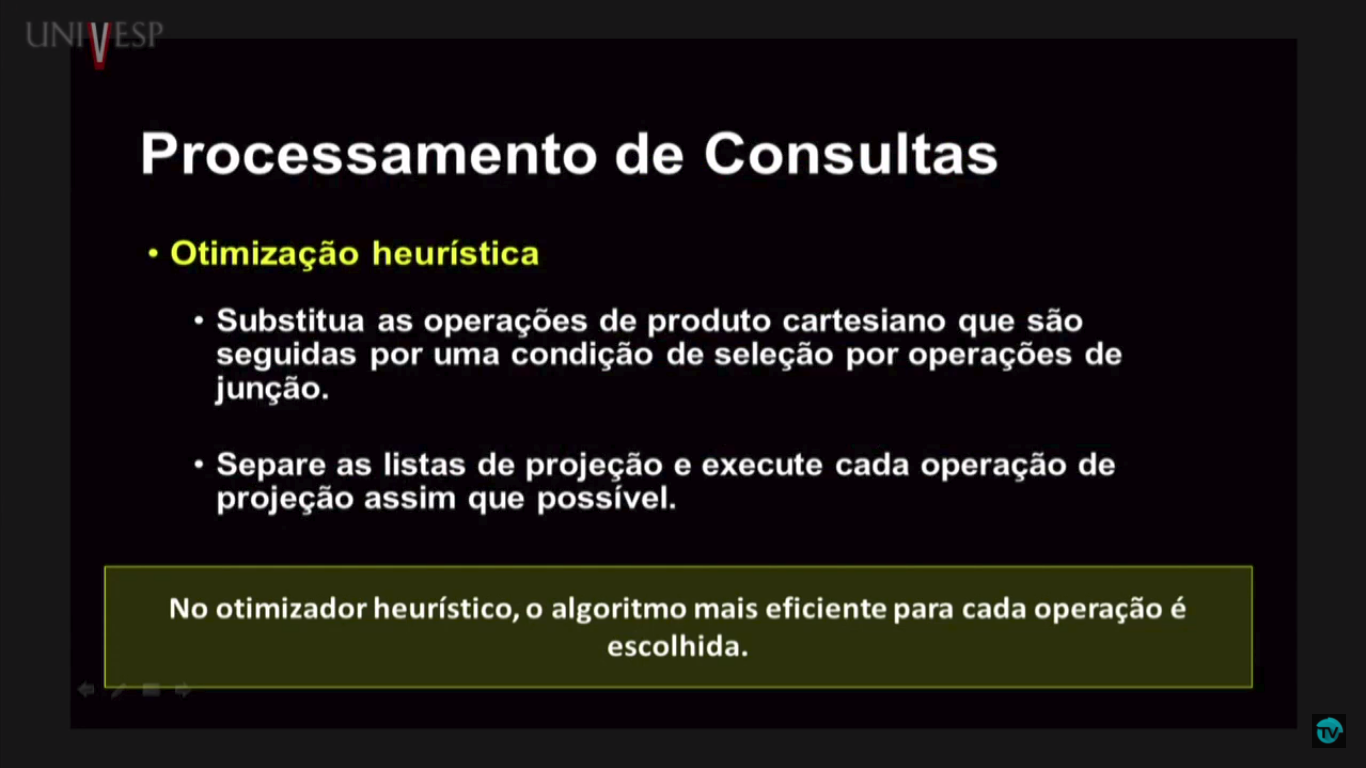 UNIVESP
Processamento de Consultas
• Otimização heurística
• Substitua as operações de produto cartesiano que são
seguidas por uma condição de seleção por operações de
junção.
• Separe as listas de projeção e execute cada operação de
projeção assim que possível.
No otimizador heurístico, o algoritmo mais eficiente para cada operação é
escolhida.
TV